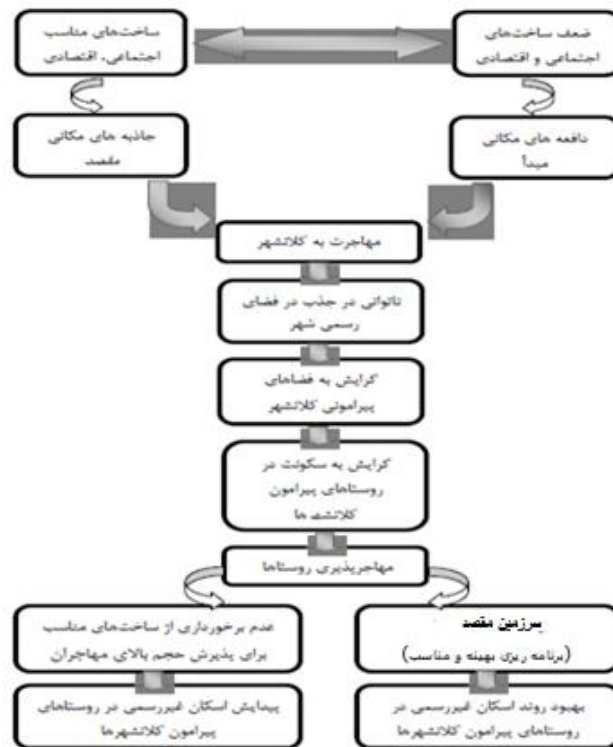 ضعف ساخت‌های
اجتماعی و اقتصادی
ساخت‌های مناسب
اجتماعی، اقتصادی
دافعه های مکانی
مبدأ
جاذبه های مکانی
مقصد
مهاجرت به کلانشهر
ناتوانی در جذب در فضای
رسمی شهر
گرایش به فضاهای
پیرامونی کلانشهر
گرایش به سکونت در
روستاهای پیرامون
کلانشهرها
مهاجرپذیری روستاها
سرزمین مقصد
(برنامه ریزی بهینه و مناسب)
عدم برخورداری از ساخت‌های مناسب
برای پذیرش حجم بالای مهاجران
بهبود روند اسکان غیررسمی در
روستاهای پیرامون کلانشهرها
پیدایش اسکان غیررسمی در روستاهای
پیرامون کلانشهرها